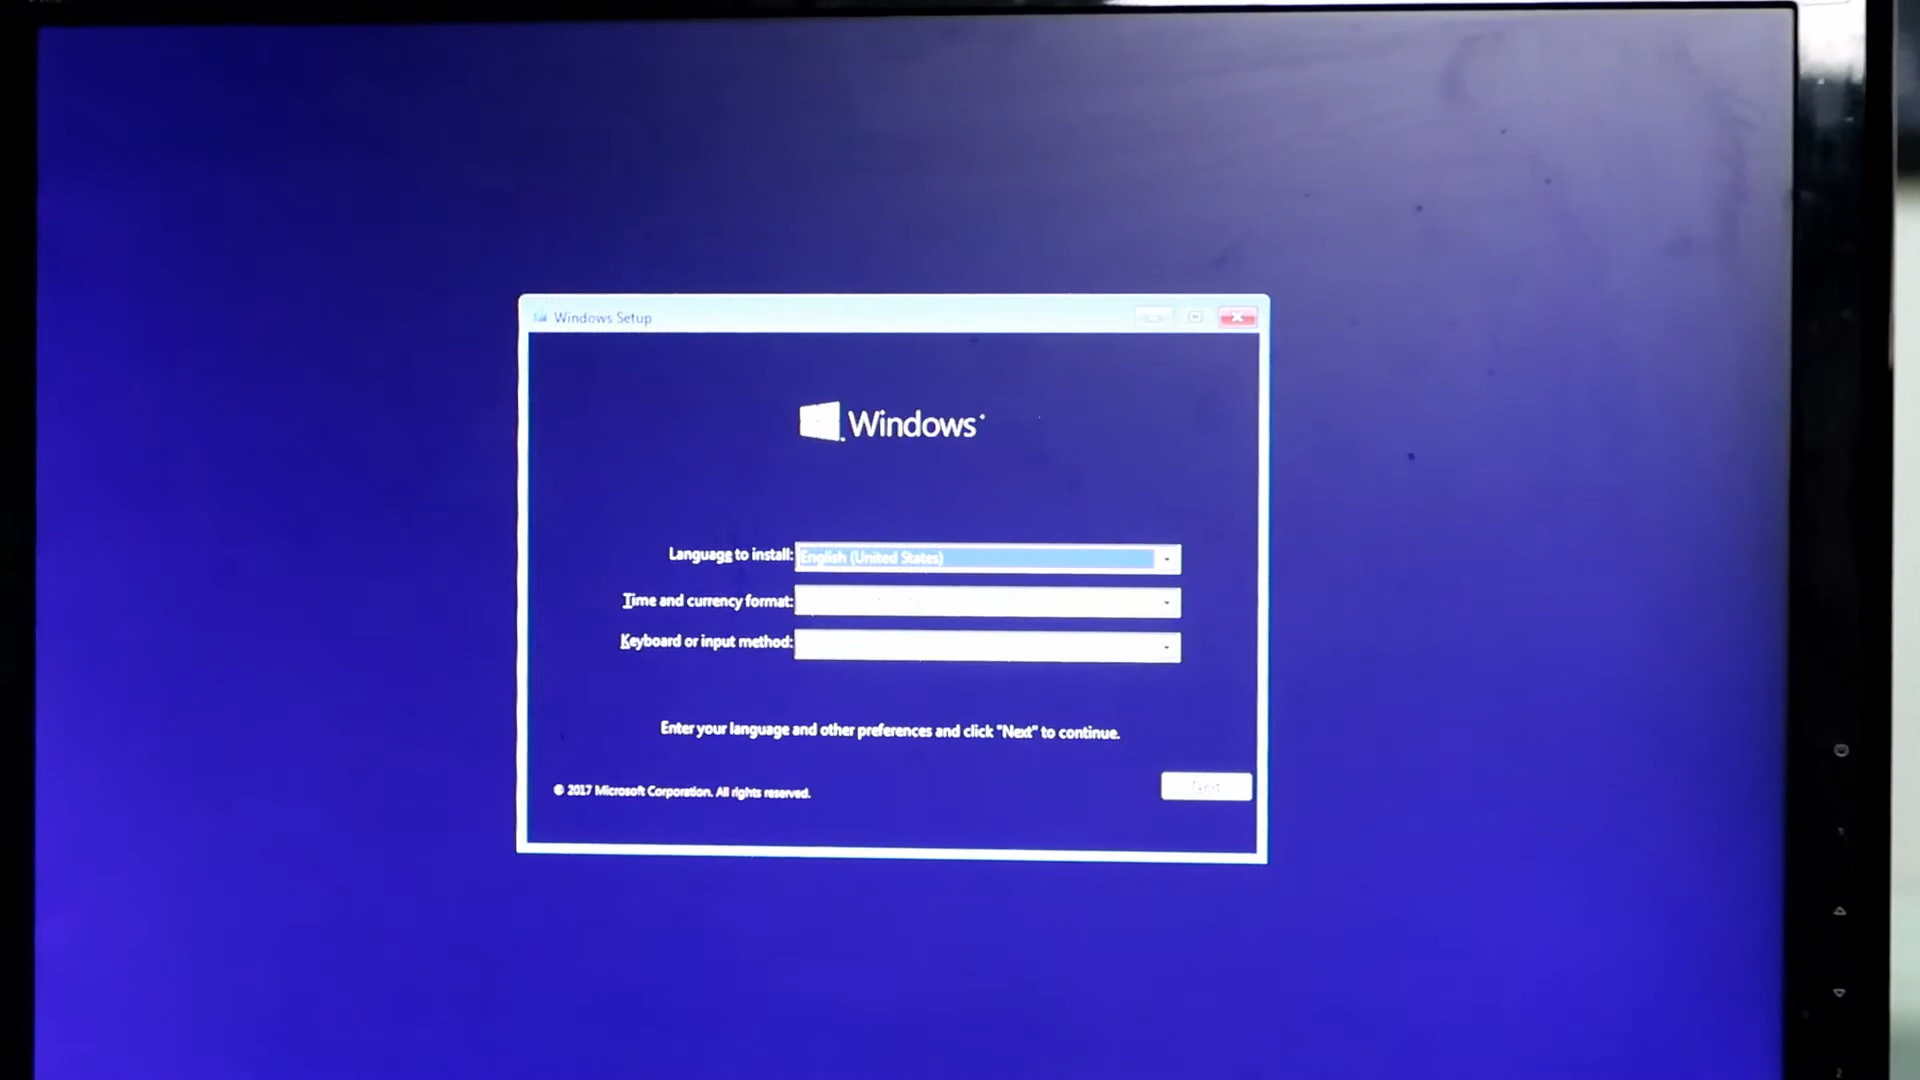 Windows Setup
Windows
Language to install: English (United States)
Time and currency format:
Keyboard or input method:
Enter your language and other preferences and click "Next" to continue.
© 2017 Microsoft Corporation. All rights reserved.
Next